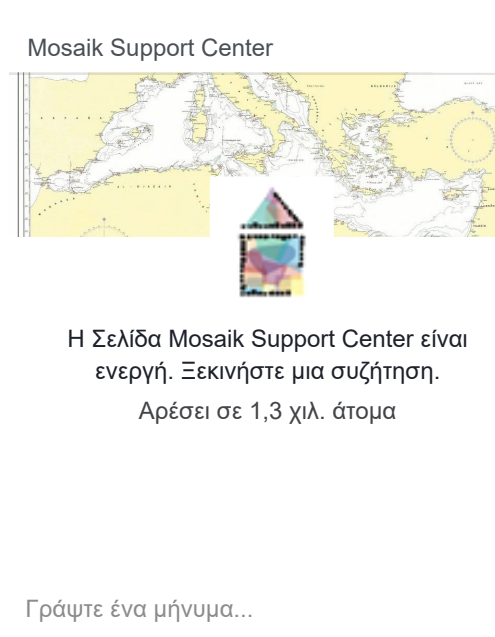 Mosaik Support Center
Η Σελίδα Mosaik Support Center είναι
ενεργή. Ξεκινήστε μια συζήτηση.
Αρέσει σε 1,3 χιλ. άτομα
Γράψτε ένα μήνυμα...